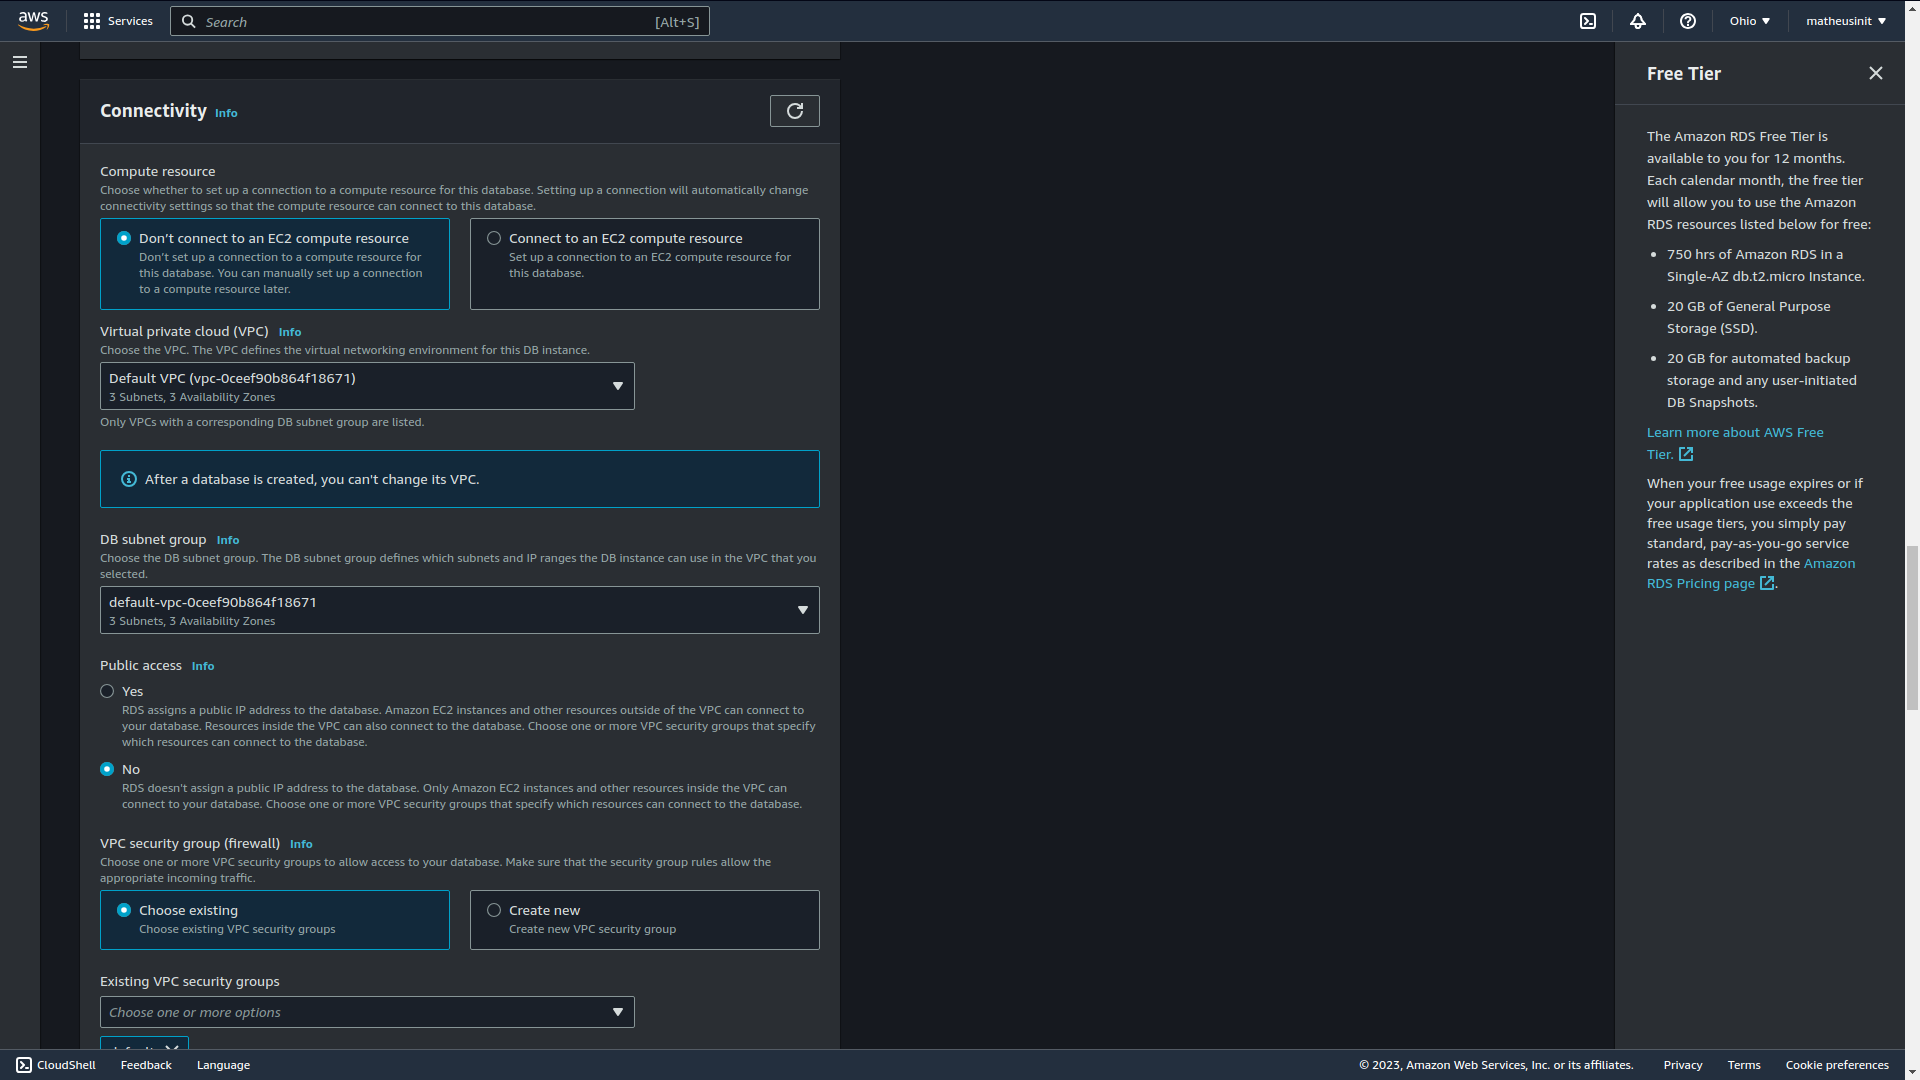 aws
Services
Search
[Alt+S]
Ohio
matheusinit
Connectivity Info
Compute resource
Choose whether to set up a connection to a compute resource for this database. Setting up a connection will automatically change
connectivity settings so that the compute resource can connect to this database.
Don't connect to an EC2 compute resource
Don't set up a connection to a compute resource for
this database. You can manually set up a connection
to a compute resource later.
Connect to an EC2 compute resource
Set up a connection to an EC2 compute resource for
this database.
Virtual private cloud (VPC) Info
Choose the VPC. The VPC defines the virtual networking environment for this DB instance.
Default VPC (vpc-0ceef90b864f18671)
3 Subnets, 3 Availability Zones
Only VPCs with a corresponding DB subnet group are listed.
After a database is created, you can't change its VPC.
DB subnet group Info
Choose the DB subnet group. The DB subnet group defines which subnets and IP ranges the DB instance can use in the VPC that you
selected.
default-vpc-0ceef90b864f18671
3 Subnets, 3 Availability Zones
Public access Info
Yes
RDS assigns a public IP address to the database. Amazon EC2 instances and other resources outside of the VPC can connect to
your database. Resources inside the VPC can also connect to the database. Choose one or more VPC security groups that specify
which resources can connect to the database.
No
RDS doesn't assign a public IP address to the database. Only Amazon EC2 instances and other resources inside the VPC can
connect to your database. Choose one or more VPC security groups that specify which resources can connect to the database.
VPC security group (firewall) Info
Choose one or more VPC security groups to allow access to your database. Make sure that the security group rules allow the
appropriate incoming traffic.
Choose existing
Choose existing VPC security groups
Create new
Create new VPC security group
Existing VPC security groups
Choose one or more options
default
Free Tier
The Amazon RDS Free Tier is
available to you for 12 months.
Each calendar month, the free tier
will allow you to use the Amazon
RDS resources listed below for free:
• 750 hrs of Amazon RDS in a
Single-AZ db.t2.micro Instance.
• 20 GB of General Purpose
Storage (SSD).
• 20 GB for automated backup
storage and any user-initiated
DB Snapshots.
Learn more about AWS Free
Tier.
When your free usage expires or if
your application use exceeds the
free usage tiers, you simply pay
standard, pay-as-you-go service
rates as described in the Amazon
RDS Pricing page.
CloudShell
Feedback
Language
© 2023, Amazon Web Services, Inc. or its affiliates.
Privacy
Terms
Cookie preferences